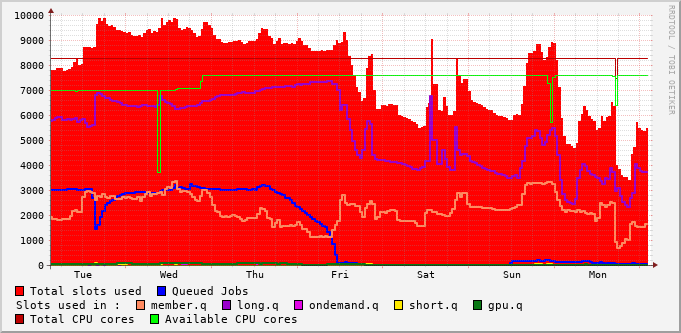 10000
9000
8000
7000
6000
5000
4000
3000
2000
1000
0
Tue Wed Thu Fri Sat Sun Mon
Total slots used Queued Jobs
Slots used in : member.q long.q ondemand.q short.q gpu.q
Total CPU cores Available CPU cores
RRDTOOL / TOBI OETIKER